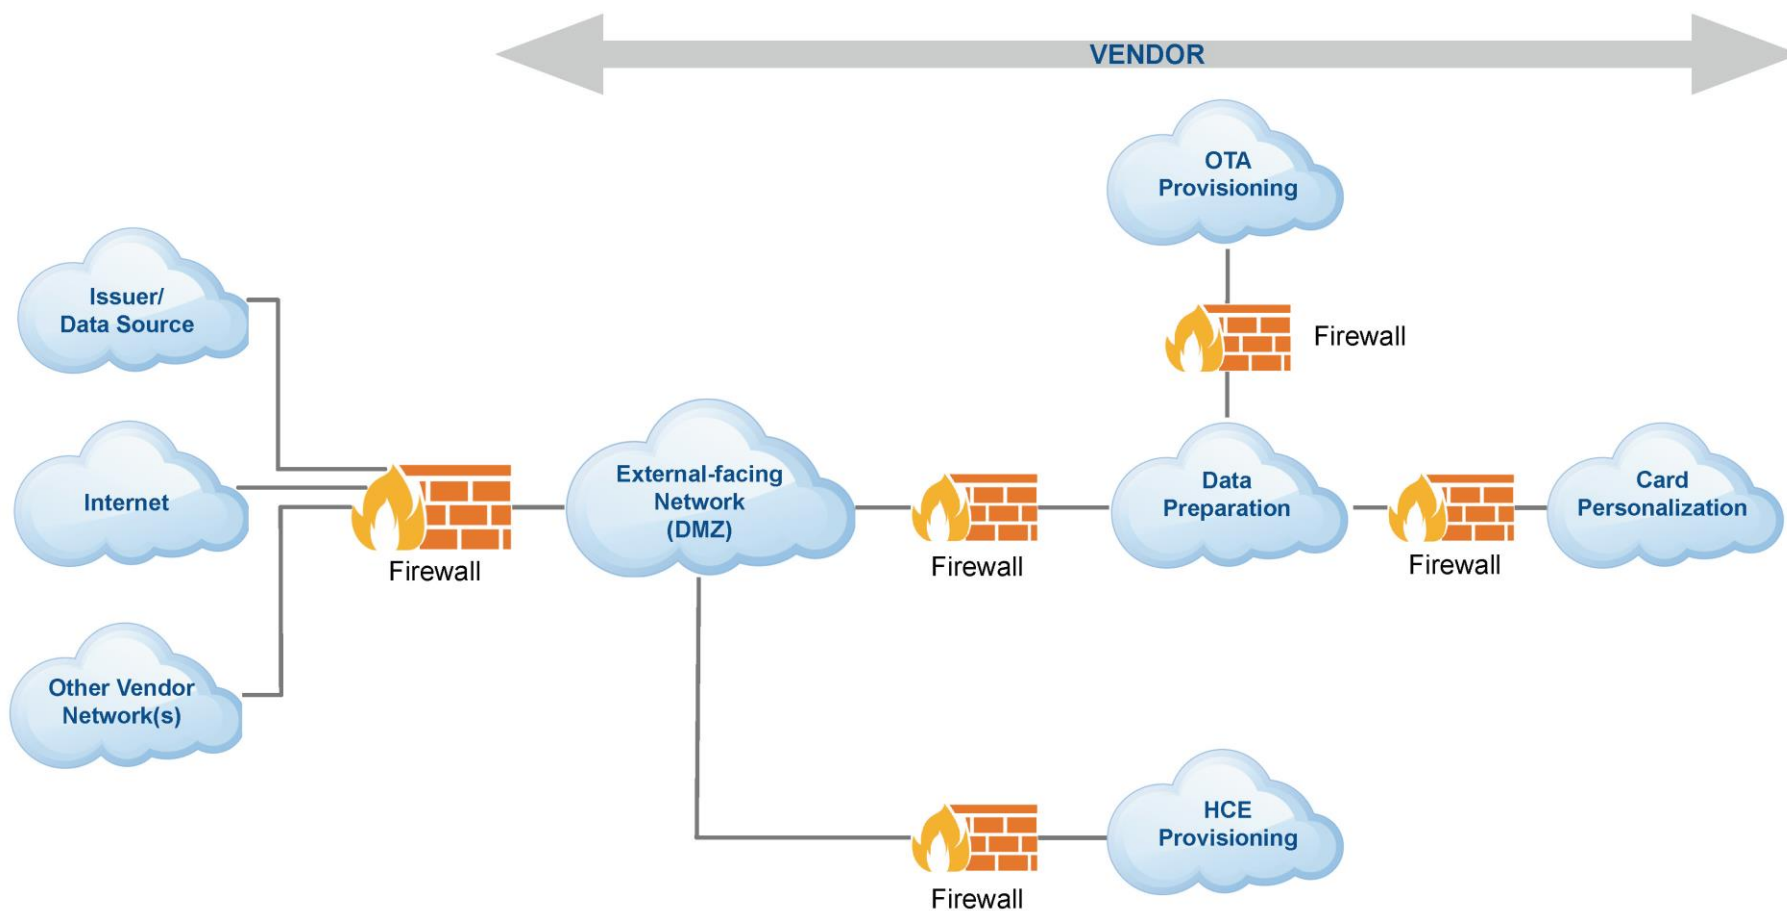 VENDOR
OTA
Provisioning
Firewall
Issuer/
Data Source
Internet
Other Vendor
Network(s)
Firewall
External-facing
Network
(DMZ)
Firewall
Data
Preparation
Firewall
Card
Personalization
Firewall
HCE
Provisioning